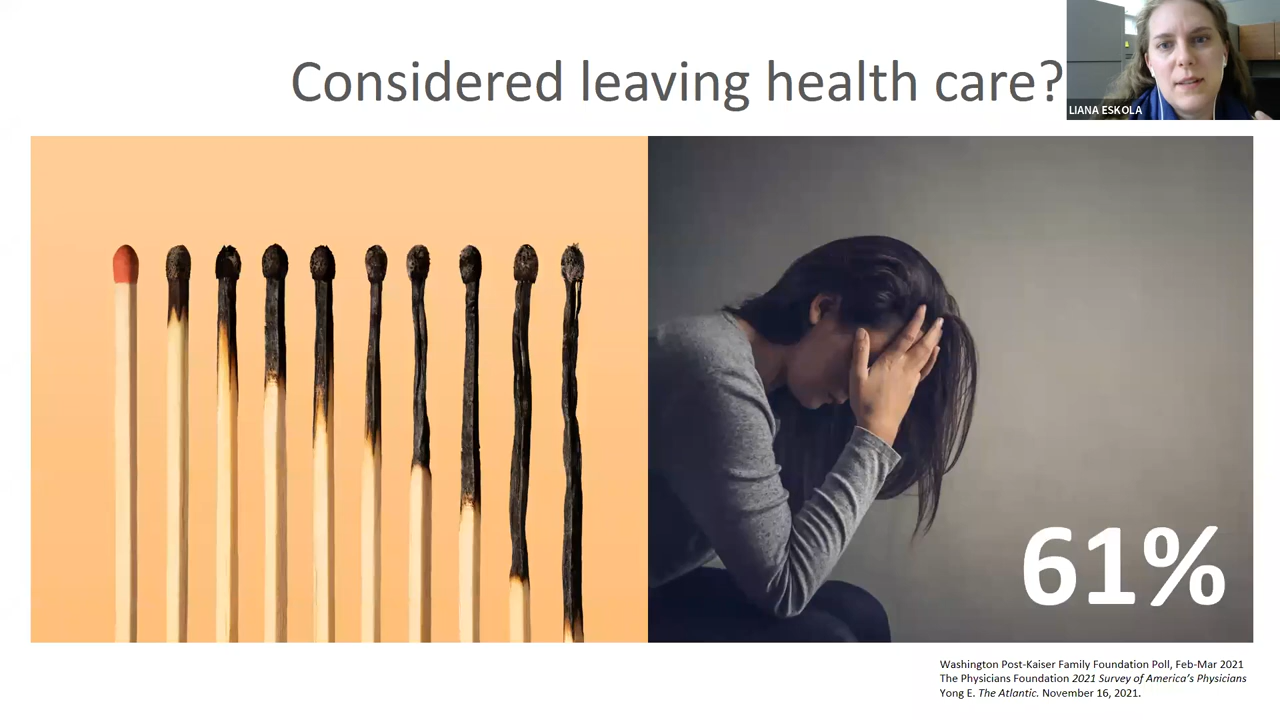 Considered leaving health care?
LIANA ESKOLA
61%
Washington Post-Kaiser Family Foundation Poll, Feb-Mar 2021
The Physicians Foundation 2021 Survey of America's Physicians
Yong E. The Atlantic. November 16, 2021.